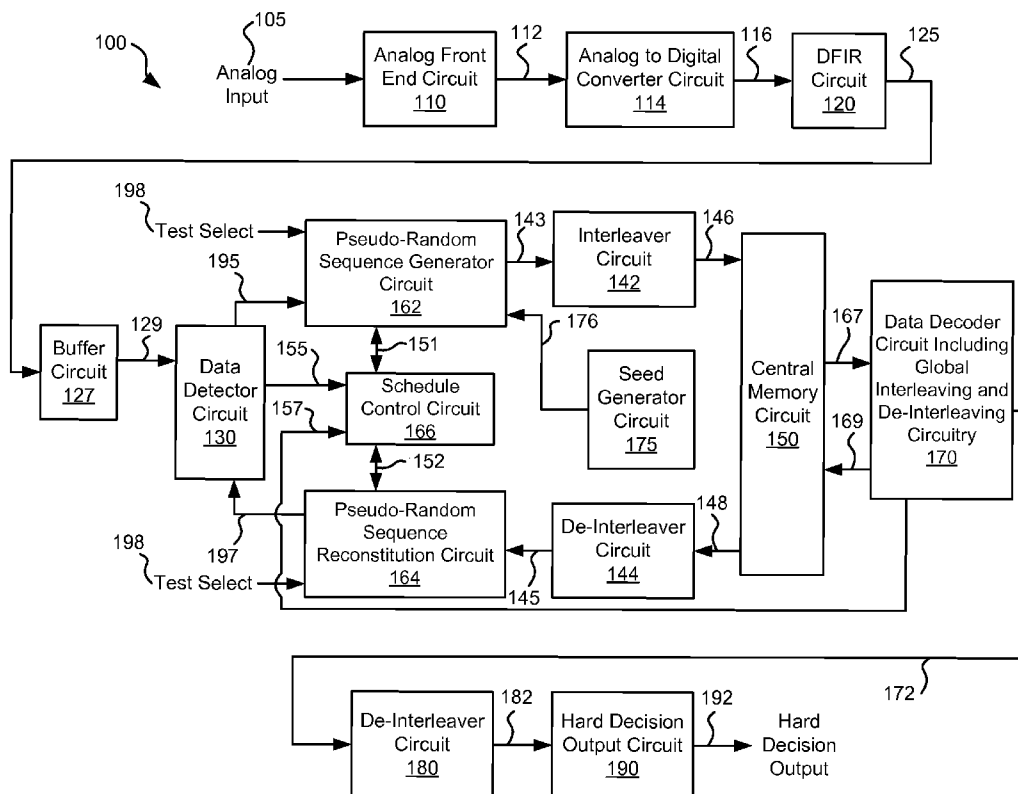 105
100
Analog
Input
Analog Front
End Circuit
110
112
Analog to Digital
Converter Circuit
114
116
DFIR
Circuit
120
125
198
Test Select
195
Pseudo-Random
Sequence Generator
Circuit
162
143
Interleaver
Circuit
142
146
129
Buffer
Circuit
127
Data
Detector
Circuit
130
155
157
151
Schedule
Control Circuit
166
152
176
Seed
Generator
Circuit
175
Central
Memory
Circuit
150
167
169
Data Decoder
Circuit Including
Global
Interleaving and
De-Interleaving
Circuitry
170
197
198
Test Select
Pseudo-Random
Sequence
Reconstitution Circuit
164
145
De-Interleaver
Circuit
144
148
172
De-Interleaver
Circuit
180
182
Hard Decision
Output Circuit
190
192
Hard
Decision
Output